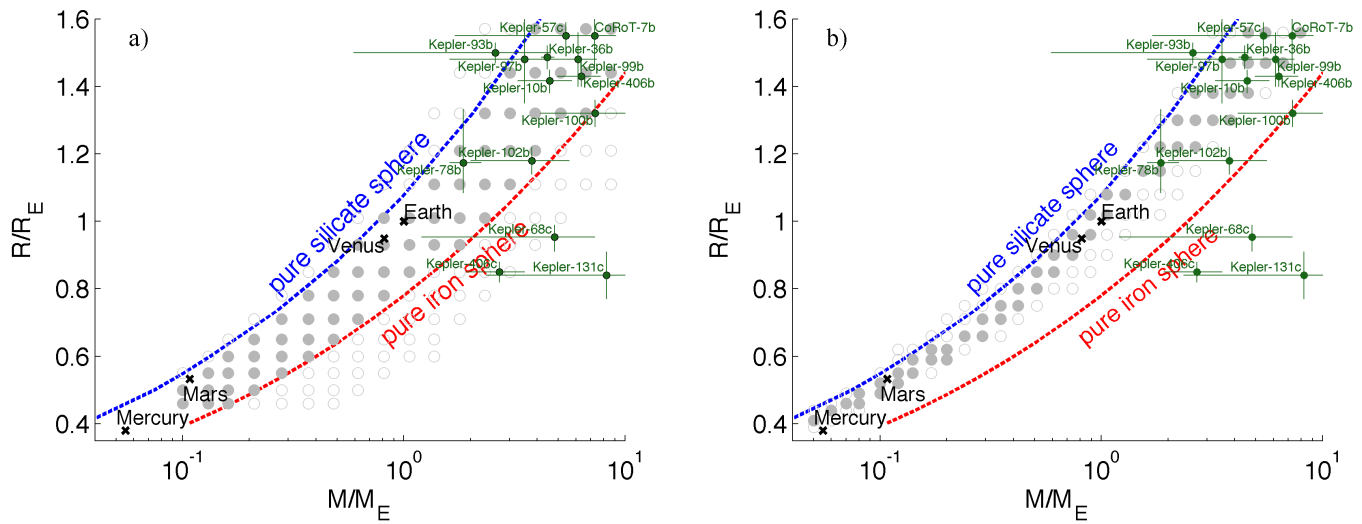 a)
R/R_E
1.6
1.4
1.2
1
0.8
0.6
0.4
10^-1
10^0
10^1
M/M_E
pure silicate sphere
pure iron sphere
Kepler-57c
CoRoT-7b
Kepler-93b
Kepler-36b
Kepler-97b
Kepler-99b
Kepler-10b
Kepler-406b
Kepler-100b
Kepler-102b
Kepler-78b
Earth
Venus
Kepler-68c
Kepler-406c
Kepler-131c
Mars
Mercury
b)
R/R_E
1.6
1.4
1.2
1
0.8
0.6
0.4
10^-1
10^0
10^1
M/M_E
pure silicate sphere
pure iron sphere
Kepler-57c
CoRoT-7b
Kepler-93b
Kepler-36b
Kepler-97b
Kepler-99b
Kepler-10b
Kepler-406b
Kepler-100b
Kepler-102b
Kepler-78b
Earth
Venus
Kepler-68c
Kepler-406c
Kepler-131c
Mars
Mercury